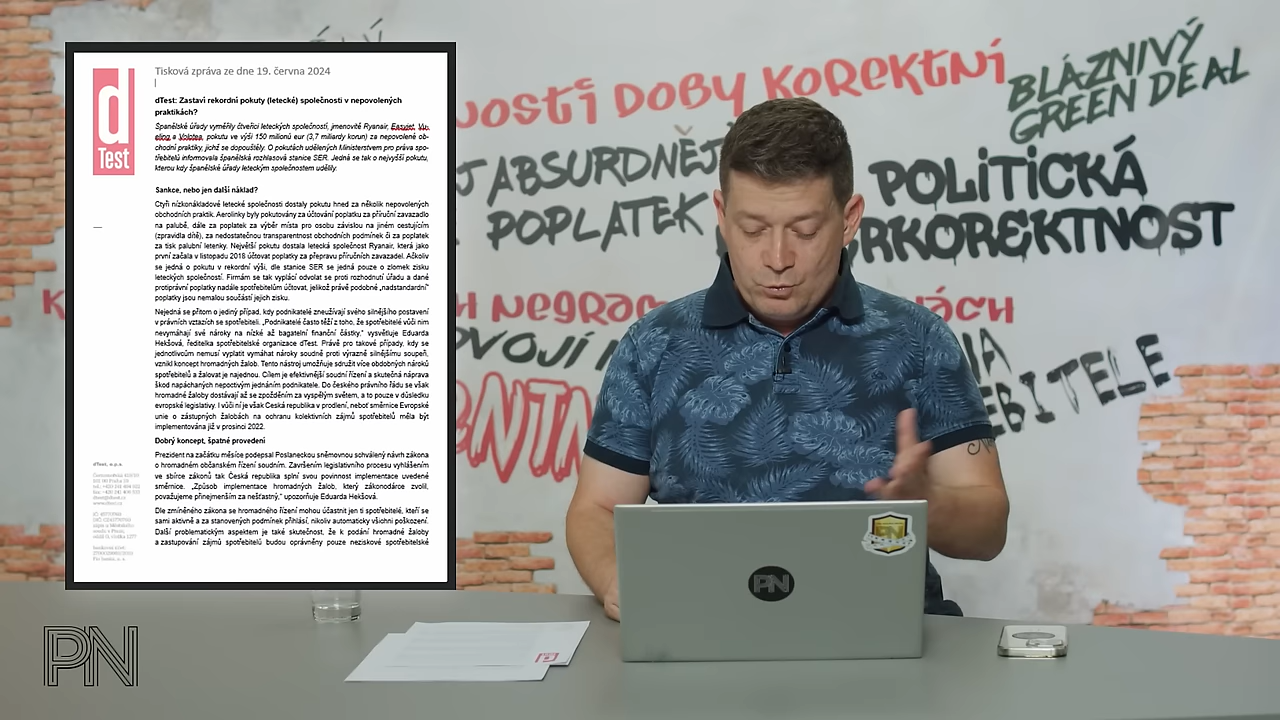 d
Test
Tisková zpráva ze dne 19. června 2024
dTest: Zastaví rekordní pokuty (letecké) společnosti v nepovolených
praktikách?
Španělské úřady vyměřily čtveřici leteckých společností, jmenovitě Ryanair, Easyjet, Vu-
eling a Volotea, pokutu ve výši 150 milionů eur (3,7 miliardy korun) za nepovolené ob-
chodní praktiky, jichž se dopouštěly. O pokutách udělených Ministerstvem pro práva spo-
třebitelů informovala španělská rozhlasová stanice SER. Jedná se tak o nejvyšší pokutu,
kterou kdy španělské úřady leteckým společnostem udělily.
Sankce, nebo jen další náklad?
Čtyři nízkonákladové letecké společnosti dostaly pokutu hned za několik nepovolených
obchodních praktik. Aerolinky byly pokutovány za účtování poplatku za příruční zavazadlo
na palubě, dále za poplatek za výběr místa pro osobu závislou na jiném cestujícím
(zpravidla dítě), za nedostatečnou transparentnost obchodních podmínek či za poplatek
za tisk palubní letenky. Největší pokutu dostala letecká společnost Ryanair, která jako
první začala v listopadu 2018 účtovat poplatky za přepravu příručních zavazadel. Ačkoliv
se jedná o pokutu v rekordní výši, dle stanice SER se jedná pouze o zlomek zisku
leteckých společností. Firmám se tak vyplácí odvolat se proti rozhodnutí úřadu a dané
protiprávní poplatky nadále spotřebitelům účtovat, jelikož právě podobné „nadstandardní"
poplatky jsou nemalou součástí jejich zisku.
Nejedná se přitom o jediný případ, kdy podnikatelé zneužívají svého silnějšího postavení
v právních vztazích se spotřebiteli. „Podnikatelé často těží z toho, že spotřebitelé vůči nim
nevymáhají své nároky na nízké až bagatelní finanční částky." vysvětluje Eduarda
Hekšová, ředitelka spotřebitelské organizace dTest. Právě pro takové případy, kdy se
jednotlivcům nemusí vyplatit vymáhat nároky soudně proti výrazně silnějšímu soupeři,
vznikl koncept hromadných žalob. Tento nástroj umožňuje sdružit více obdobných nároků
spotřebitelů a žalovat je najednou. Cílem je efektivnější soudní řízení a skutečná náprava
škod napáchaných nepoctivým jednáním podnikatele. Do českého právního řádu se však
hromadné žaloby dostávají až se zpožděním za vyspělým světem, a to pouze v důsledku
evropské legislativy. I vůči ní je však Česká republika v prodlení, neboť směrnice Evropské
unie o zástupných žalobách na ochranu kolektivních zájmů spotřebitelů měla být
implementována již v prosinci 2022.
Dobrý koncept, špatné provedení
Prezident na začátku měsíce podepsal Poslaneckou sněmovnou schválený návrh zákona
o hromadném občanském řízení soudním. Završením legislativního procesu vyhlášením
ve sbírce zákonů tak Česká republika splní svou povinnost implementace uvedené
směrnice. „Způsob implementace hromadných žalob, který zákonodárce zvolil,
považujeme přinejmenším za nešťastný," upozorňuje Eduarda Hekšová.
Dle zmíněného zákona se hromadného řízení mohou účastnit jen ti spotřebitelé, kteří se
sami aktivně a za stanovených podmínek přihlásí, nikoliv automaticky všichni poškození.
Další problematickým aspektem je také skutečnost, že k podání hromadné žaloby
a zastupování zájmů spotřebitelů budou oprávněny pouze neziskové spotřebitelské
dTest, o.p.s.
NOSTÍ DOBY KOREKTNÍ
BLÁZNIVÝ
GREEN DEAL
J ABSURDNĚJ
POPLATEK
POLITICKÁ
RKOREKTNOST
PN
PN